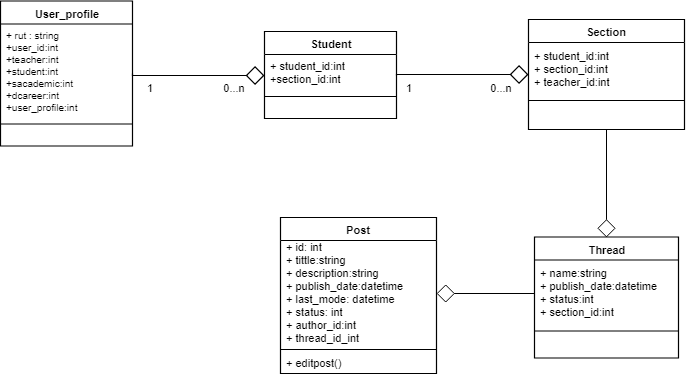 User_profile
+ rut : string
+user_id:int
+teacher:int
+student:int
+sacademic:int
+dcareer:int
+user_profile:int
1
0...n
Student
+ student_id:int
+section_id:int
1
0...n
Section
+ student_id:int
+ section_id:int
+ teacher_id:int
Post
+ id: int
+ tittle:string
+ description:string
+ publish_date:datetime
+ last_mode: datetime
+ status: int
+ author_id:int
+ thread_id_int
+ editpost()
Thread
+ name:string
+ publish_date:datetime
+ status:int
+ section_id:int